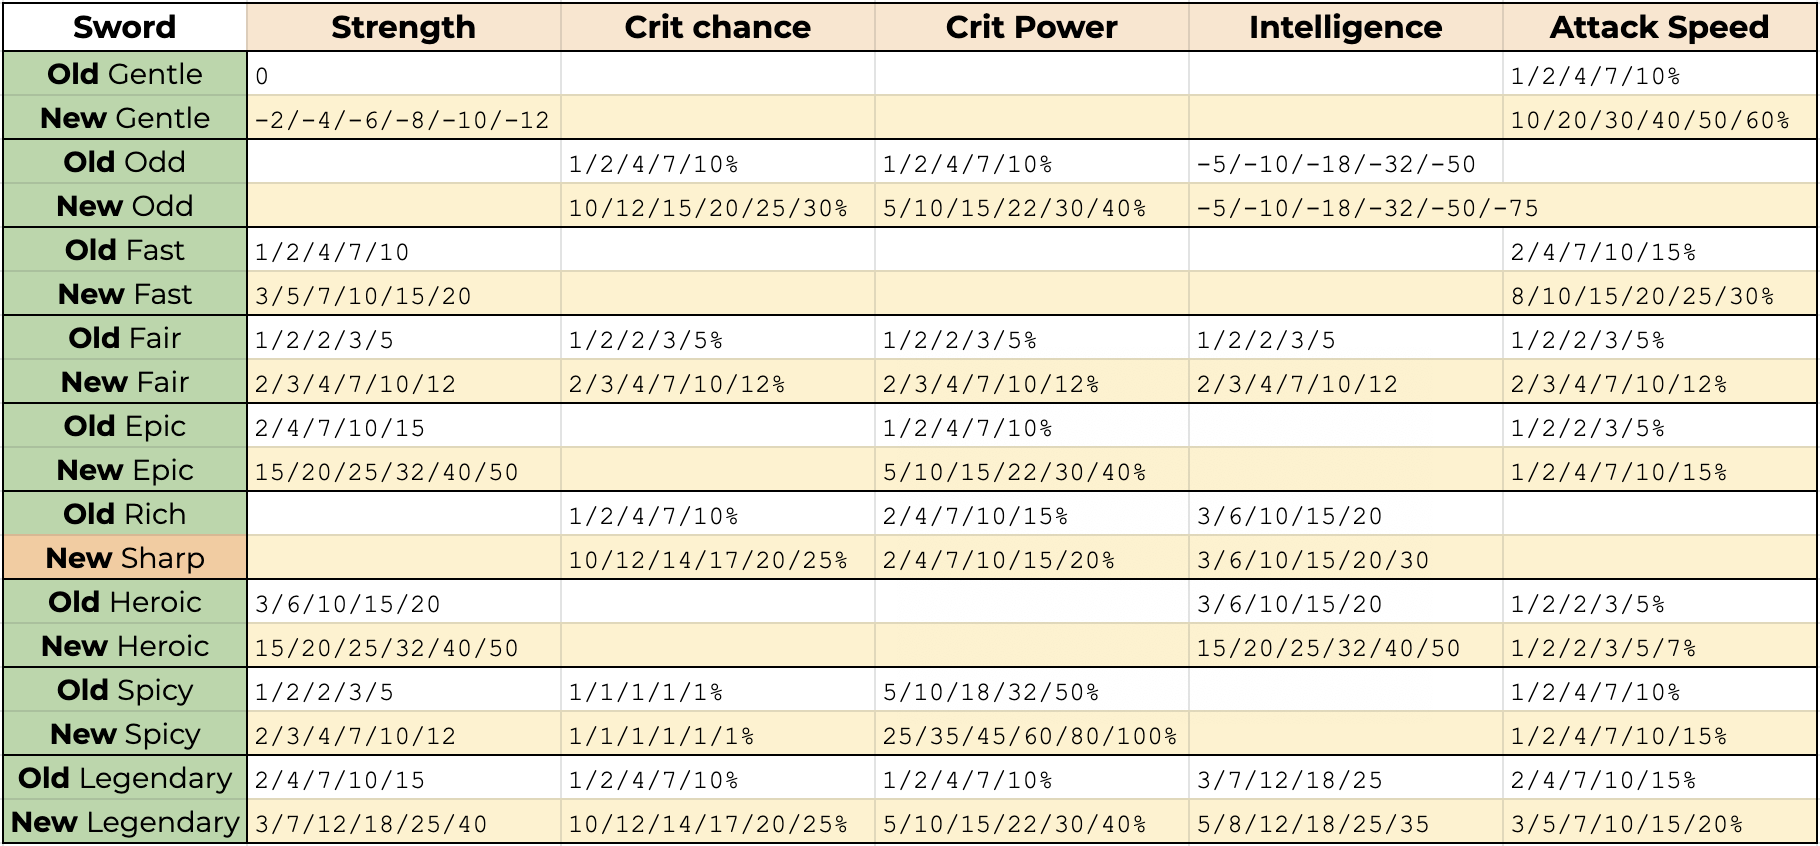 Sword Strength Crit chance Crit Power Intelligence Attack Speed
Old Gentle 0 1/2/4/7/10%
New Gentle -2/-4/-6/-8/-10/-12 10/20/30/40/50/60%
Old Odd 1/2/4/7/10% 1/2/4/7/10% -5/-10/-18/-32/-50
New Odd 10/12/15/20/25/30% 5/10/15/22/30/40% -5/-10/-18/-32/-50/-75
Old Fast 1/2/4/7/10 2/4/7/10/15%
New Fast 3/5/7/10/15/20 8/10/15/20/25/30%
Old Fair 1/2/2/3/5 1/2/2/3/5% 1/2/2/3/5% 1/2/2/3/5 1/2/2/3/5%
New Fair 2/3/4/7/10/12 2/3/4/7/10/12% 2/3/4/7/10/12% 2/3/4/7/10/12 2/3/4/7/10/12%
Old Epic 2/4/7/10/15 1/2/4/7/10% 1/2/2/3/5%
New Epic 15/20/25/32/40/50 5/10/15/22/30/40% 1/2/4/7/10/15%
Old Rich 1/2/4/7/10% 2/4/7/10/15% 3/6/10/15/20
New Sharp 10/12/14/17/20/25% 2/4/7/10/15/20% 3/6/10/15/20/30
Old Heroic 3/6/10/15/20 3/6/10/15/20 1/2/2/3/5%
New Heroic 15/20/25/32/40/50 15/20/25/32/40/50 1/2/2/3/5/7%
Old Spicy 1/2/2/3/5 1/1/1/1/1% 5/10/18/32/50% 1/2/4/7/10%
New Spicy 2/3/4/7/10/12 1/1/1/1/1/1% 25/35/45/60/80/100% 1/2/4/7/10/15%
Old Legendary 2/4/7/10/15 1/2/4/7/10% 1/2/4/7/10% 3/7/12/18/25 2/4/7/10/15%
New Legendary 3/7/12/18/25/40 10/12/14/17/20/25% 5/10/15/22/30/40% 5/8/12/18/25/35 3/5/7/10/15/20%